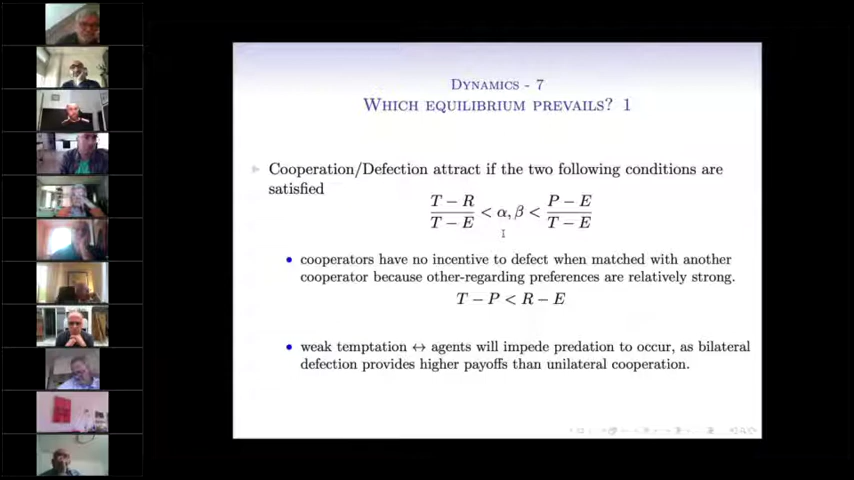 DYNAMICS - 7
WHICH EQUILIBRIUM PREVAILS? 1
Cooperation/Defection attract if the two following conditions are
satisfied
T − R / T − E < α, β < P − E / T − E
cooperators have no incentive to defect when matched with another
cooperator because other-regarding preferences are relatively strong.
T − P < R − E
weak temptation ↔ agents will impede predation to occur, as bilateral
defection provides higher payoffs than unilateral cooperation.